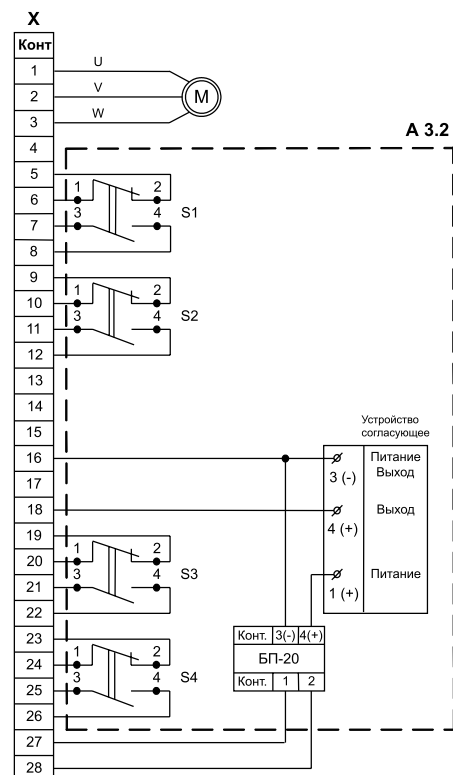 X
Конт
1
U
2
V
M
3
W
4
А 3.2
5
6
1
2
S1
7
3
4
8
9
10
1
2
S2
11
3
4
12
13
14
15
Устройство
согласующее
16
3 (-)
Питание
Выход
17
18
4 (+)
Выход
19
20
1
2
S3
21
3
4
1 (+)
Питание
22
23
Конт. 3(-) 4(+)
24
1
2
S4
БП-20
25
3
4
Конт. 1 2
26
27
28